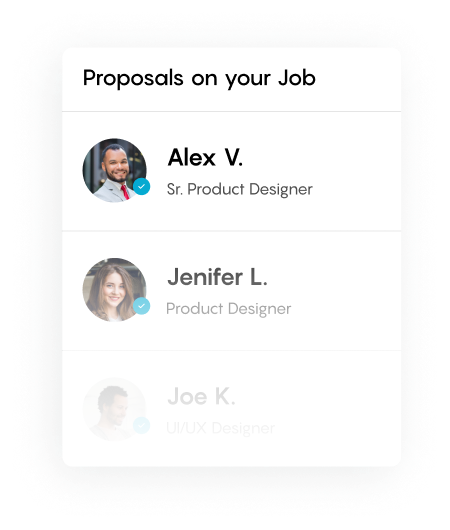 Proposals on your Job
Alex V.
Sr. Product Designer
Jenifer L.
Product Designer
Joe K.
UI/UX Designer